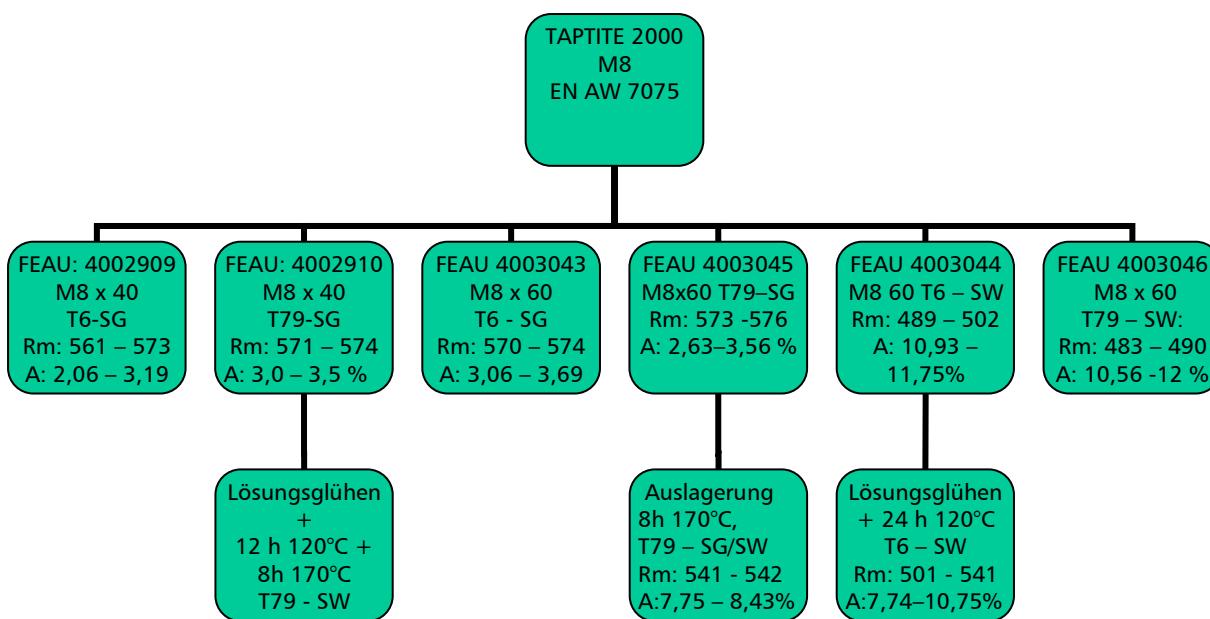 TAPTITE 2000
M8
EN AW 7075
FEAU: 4002909
M8 x 40
T6-SG
Rm: 561 – 573
A: 2,06 – 3,19
FEAU: 4002910
M8 x 40
T79-SG
Rm: 571 – 574
A: 3,0 – 3,5 %
FEAU 4003043
M8 x 60
T6 - SG
Rm: 570 – 574
A: 3,06 – 3,69
FEAU 4003045
M8x60 T79–SG
Rm: 573 -576
A: 2,63–3,56 %
FEAU 4003044
M8 60 T6 – SW
Rm: 489 – 502
A: 10,93 –
11,75%
FEAU 4003046
M8 x 60
T79 – SW:
Rm: 483 – 490
A: 10,56 -12 %
Lösungsglühen
+
12 h 120°C +
8h 170°C
T79 - SW
Auslagerung
8h 170°C,
T79 – SG/SW
Rm: 541 - 542
A:7,75 – 8,43%
Lösungsglühen
+ 24 h 120°C
T6 – SW
Rm: 501 - 541
A:7,74–10,75%